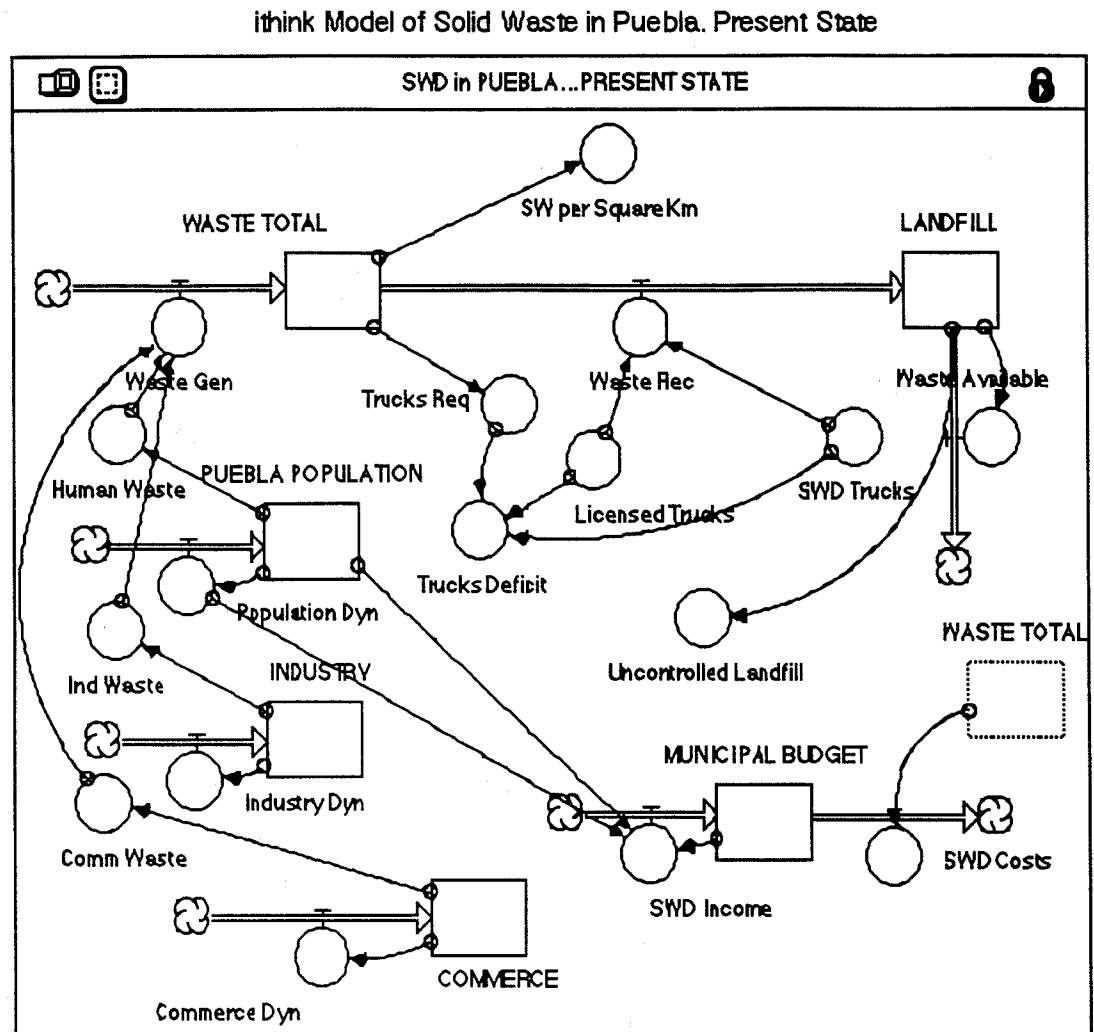 ithink Model of Solid Waste in Puebla. Present State
SWD in PUEBLA...PRESENT STATE
SW per Square Km
WASTE TOTAL
LANDFILL
Waste Gen
Trucks Req
Waste Rec
Waste Available
Human Waste
PUEBLA POPULATION
Licensed Trucks
SWD Trucks
Trucks Deficit
Population Dyn
WASTE TOTAL
Ind Waste
INDUSTRY
Uncontrolled Landfill
MUNICIPAL BUDGET
Industry Dyn
Comm Waste
SWD Costs
SWD Income
COMMERCE
Commerce Dyn